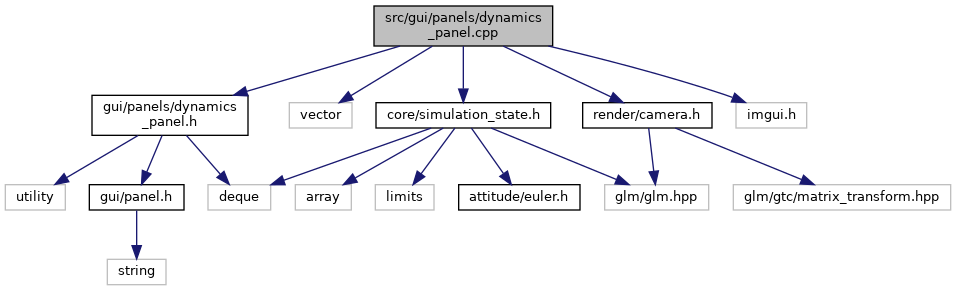 src/gui/panels/dynamics
_panel.cpp
gui/panels/dynamics
_panel.h
vector
core/simulation_state.h
render/camera.h
imgui.h
utility
gui/panel.h
deque
array
limits
attitude/euler.h
glm/glm.hpp
glm/gtc/matrix_transform.hpp
string